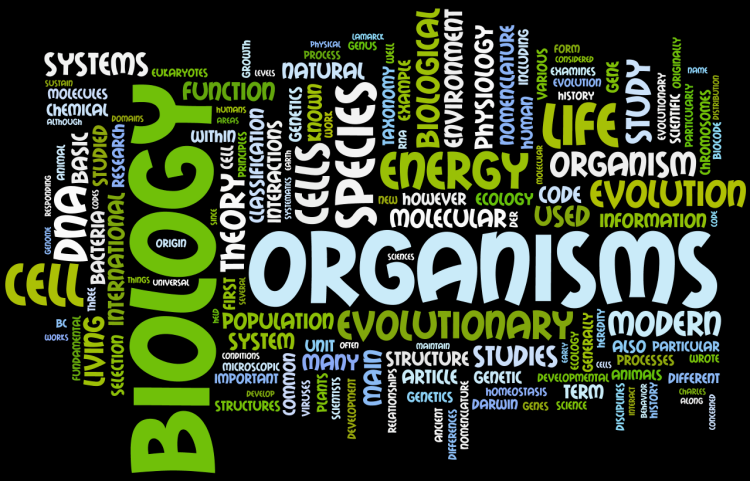 SYSTEMS
SUSTAIN
EUKARYOTES
MOLECULES
CHEMICAL
ALTHOUGH
DOMAINS
FUNCTION
HUMANS
AREAS
WITHIN
GROWTH
LEVELS
NATURAL
PHYSICAL
PROCESS
LAMARCK
GENUS
WELL
GENETICS
KNOWN
WORK
TAXONOMY
RNA
EXAMPLE
BIOLOGICAL
ENVIRONMENT
PHYSIOLOGY
NOMENCLATURE
INCLUDING
HUMAN
VARIOUS
FORM
CONSIDERED
EXAMINES
EVOLUTION
HISTORY
GENE
STUDY
EVOLUTIONARY
SCIENTIFIC
ORIGINALLY
PARTICULARLY
CHROMOSOMES
NAME
BIOCODE
DISTRIBUTION
LIFE
MOLECULAR
ORGANISM
ENERGY
NEW
HOWEVER
ECOLOGY
CODE
EVOLUTION
MOLECULAR
DER
USED
INFORMATION
CODE
ANIMAL
RESPONDING
GENOME
BASIC
DNA
STUDIED
CODES
BACTERIA
RESEARCH
INTERNATIONAL
BIOLOGY
ORIGIN
THINGS
UNIVERSAL
SINCE
THEORY
CELL
PRINCIPLES
CLASSIFICATION
INTERACTIONS
EARTH
SYSTEMATICS
CELLS
SPECIES
ORGANISMS
SCIENCES
CELL
THREE
BC
WORKS
FUNDAMENTAL
LIVING
SELECTION
HELD
FIRST
SEVERAL
POPULATION
EVOLUTIONARY
SYSTEM
CONDITIONS
MICROSCOPIC
IMPORTANT
DEVELOP
STRUCTURES
COMMON
UNIT
OFTEN
MANY
VIRUSES
PLANTS
SCIENTISTS
DEVELOPMENT
MAIN
RELATIONSHIPS
MAINTAIN
STRUCTURE
ARTICLE
GENETICS
ANCIENT
DIFFERENCES
NOMENCLATURE
STUDIES
GENETIC
HOMEOSTASIS
DARWIN
GENES
SCIENCE
DEVELOPMENTAL
TERM
EARLY
ECOLOGY
GENERALLY
HEREDITY
CELLS
MODERN
ALSO
PARTICULAR
PROCESSES
WROTE
ANIMALS
DIFFERENT
DISCIPLINES
INTERACT
BEHAVIOR
HISTORY
CHARLES
ALONG
CONCERNED